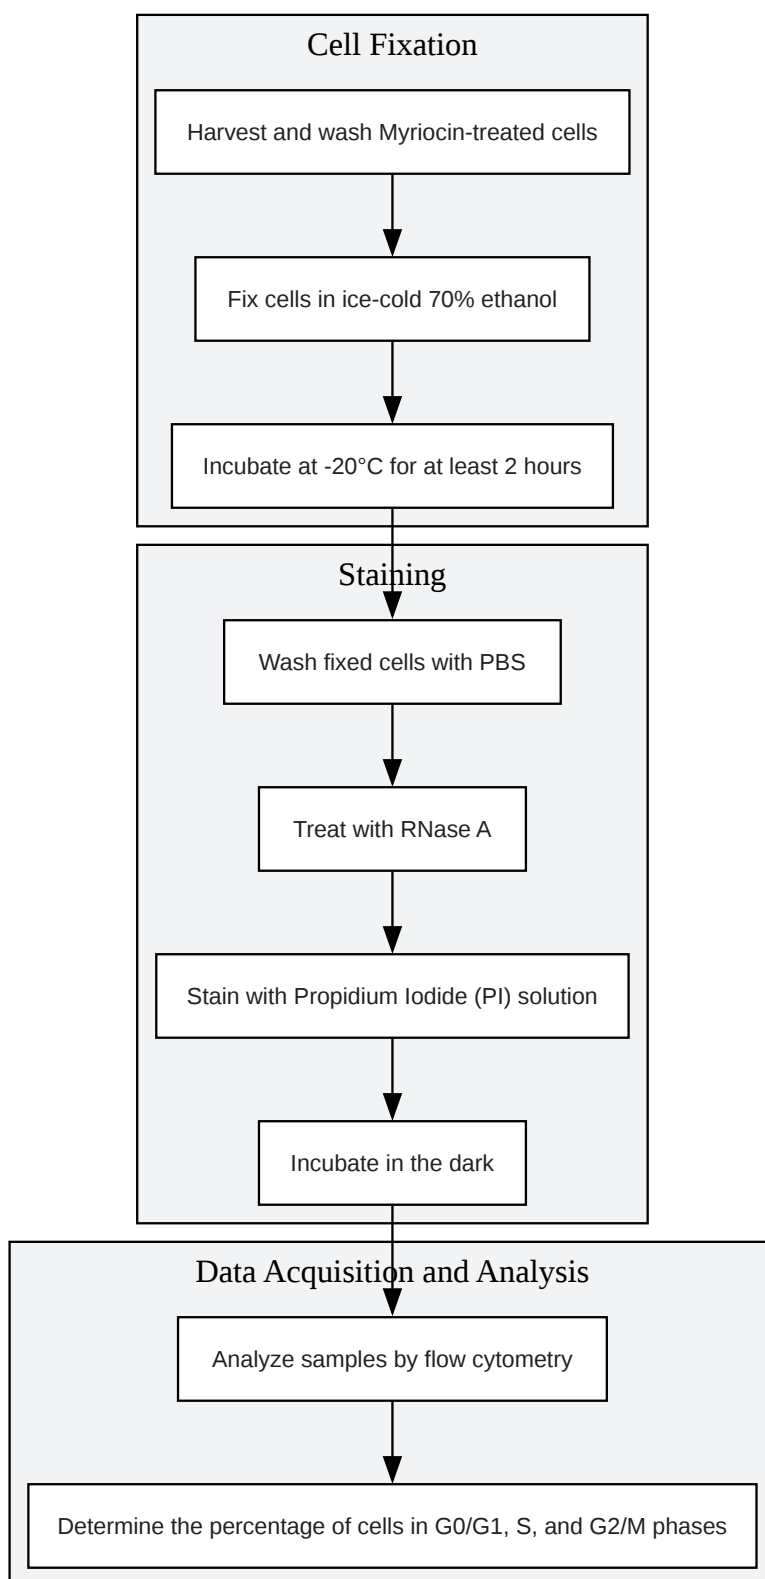 Cell Fixation
Harvest and wash Myriocin-treated cells
Fix cells in ice-cold 70% ethanol
Incubate at -20°C for at least 2 hours
Staining
Wash fixed cells with PBS
Treat with RNase A
Stain with Propidium Iodide (PI) solution
Incubate in the dark
Data Acquisition and Analysis
Analyze samples by flow cytometry
Determine the percentage of cells in G0/G1, S, and G2/M phases